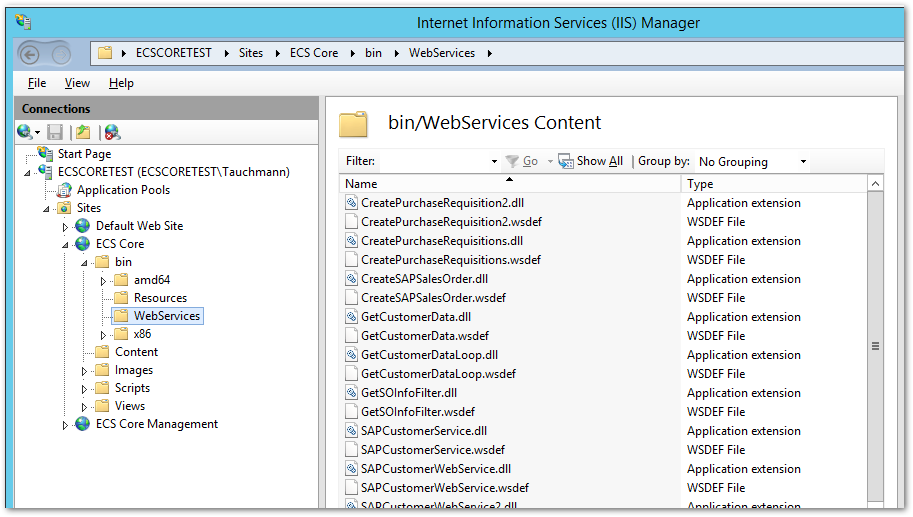 Internet Information Services (IIS) Manager
ECSCORETEST Sites ECS Core bin WebServices
File View Help
Connections
Start Page
ECSCORETEST (ECSCORETEST\Tauchmann)
Application Pools
Sites
Default Web Site
ECS Core
bin
amd64
Resources
WebServices
x86
Content
Images
Scripts
Views
ECS Core Management
bin/WebServices Content
Filter: Go Show All Group by: No Grouping
Name Type
CreatePurchaseRequisition2.dll Application extension
CreatePurchaseRequisition2.wsdef WSDEF File
CreatePurchaseRequisitions.dll Application extension
CreatePurchaseRequisitions.wsdef WSDEF File
CreateSAPSalesOrder.dll Application extension
CreateSAPSalesOrder.wsdef WSDEF File
GetCustomerData.dll Application extension
GetCustomerData.wsdef WSDEF File
GetCustomerDataLoop.dll Application extension
GetCustomerDataLoop.wsdef WSDEF File
GetSOInfoFilter.dll Application extension
GetSOInfoFilter.wsdef WSDEF File
SAPCustomerService.dll Application extension
SAPCustomerService.wsdef WSDEF File
SAPCustomerWebService.dll Application extension
SAPCustomerWebService.wsdef WSDEF File
SAPCustomerWebService2.dll Application extension